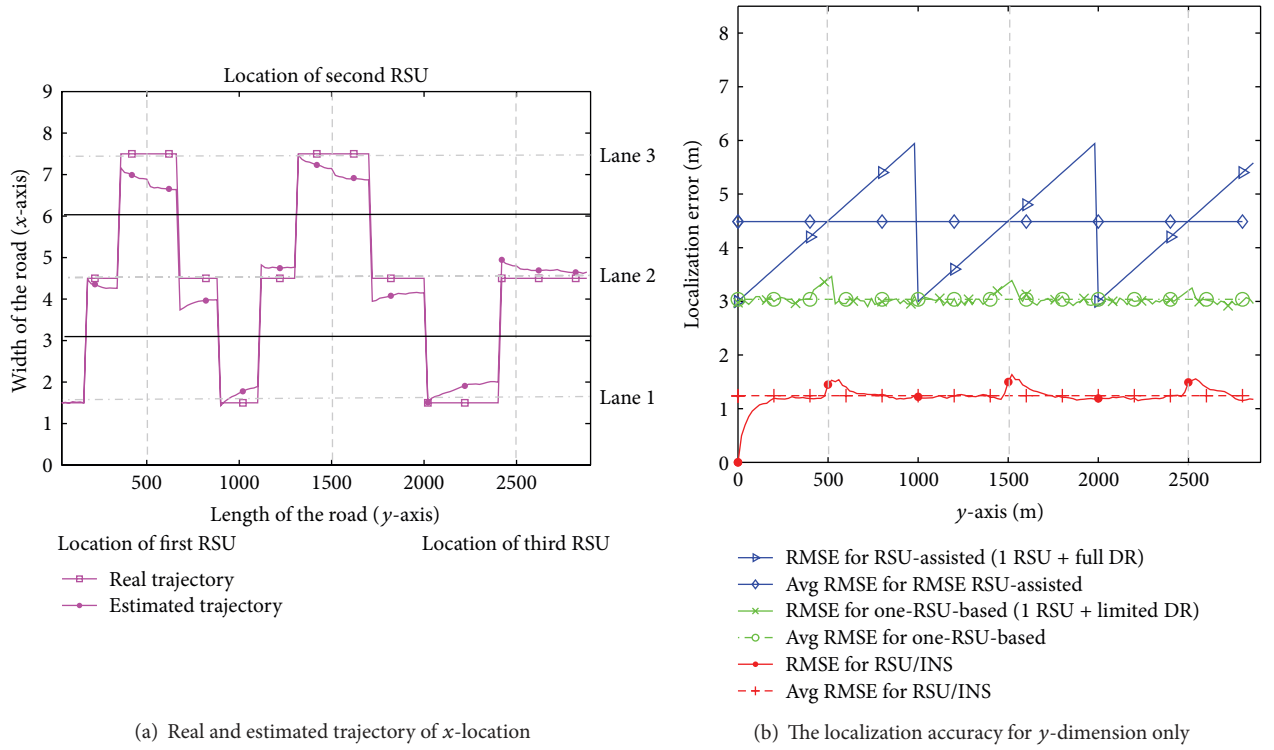 Location of second RSU
9
8
7
6
5
4
3
2
1
0
Width of the road (x-axis)
Lane 3
Lane 2
Lane 1
500 1000 1500 2000 2500
Length of the road (y-axis)
Location of first RSU
Location of third RSU
Real trajectory
Estimated trajectory
(a) Real and estimated trajectory of x-location
8
7
6
5
4
3
2
1
0
Localization error (m)
0 500 1000 1500 2000 2500
y-axis (m)
RMSE for RSU-assisted (1 RSU + full DR)
Avg RMSE for RMSE RSU-assisted
RMSE for one-RSU-based (1 RSU + limited DR)
Avg RMSE for one-RSU-based
RMSE for RSU/INS
Avg RMSE for RSU/INS
(b) The localization accuracy for y-dimension only